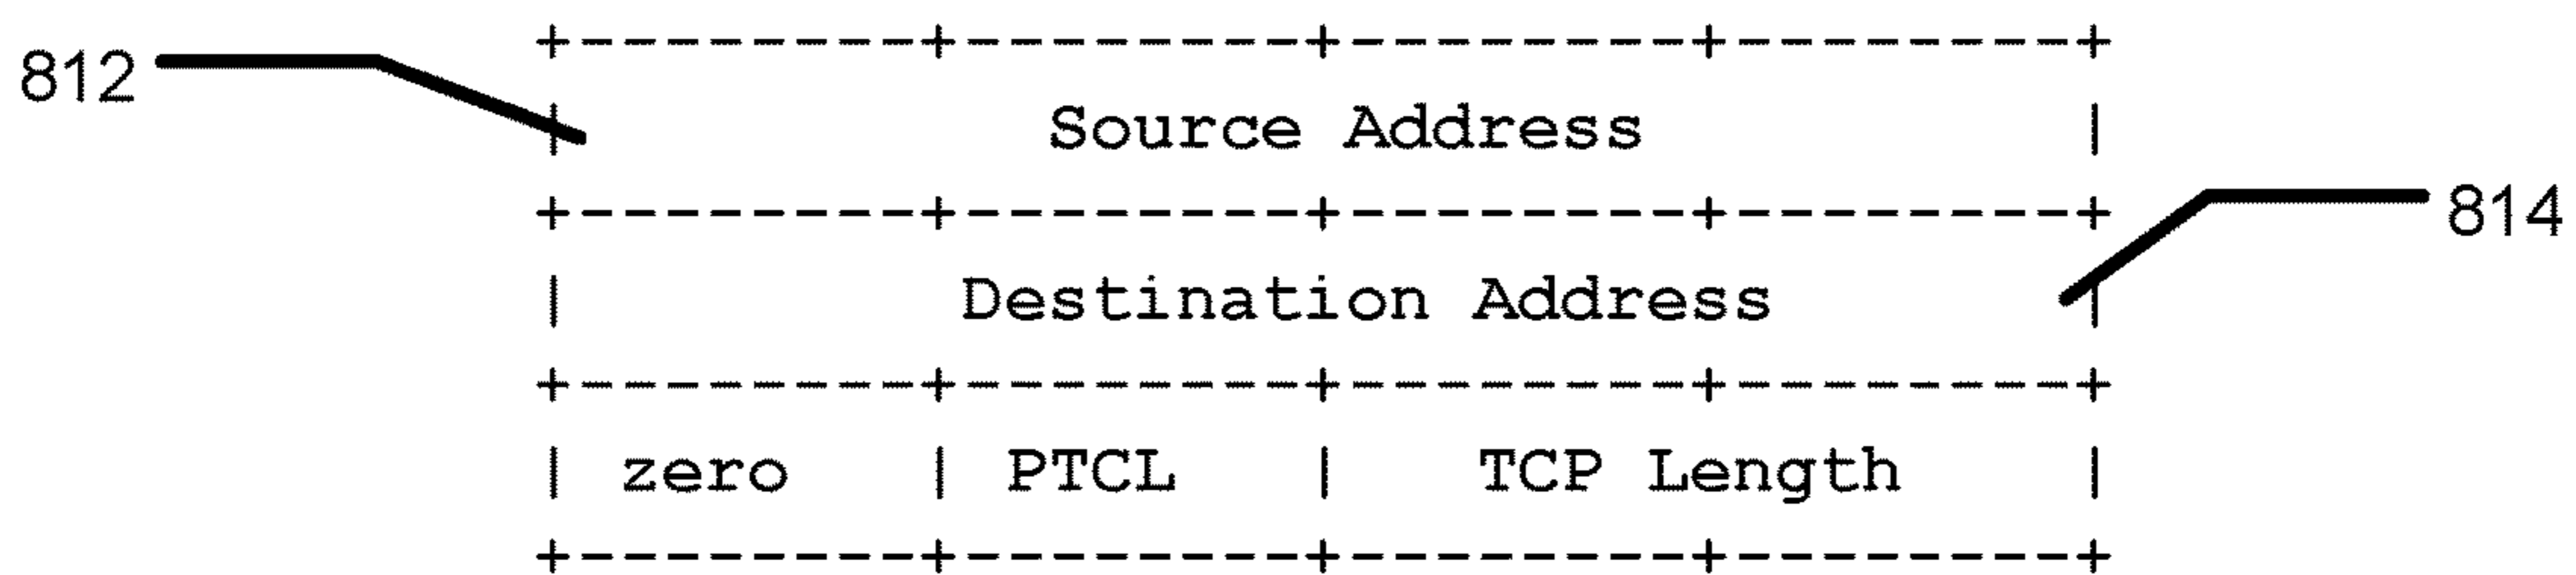 +--------+--------+--------+--------+
812 | Source Address |
+--------+--------+--------+--------+ 814
| Destination Address |
+--------+--------+--------+--------+
| zero | PTCL | TCP Length |
+--------+--------+--------+--------+